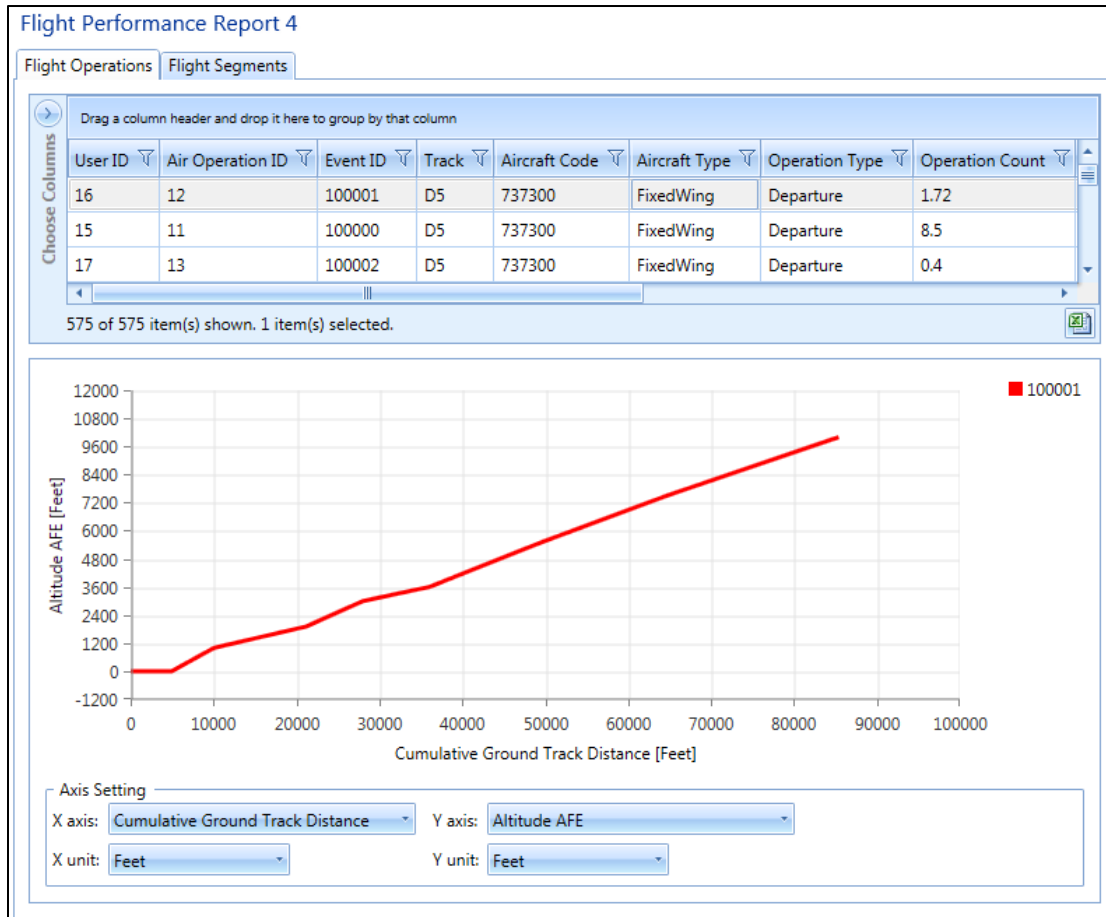 Flight Performance Report 4
Flight Operations Flight Segments
Choose Columns
Drag a column header and drop it here to group by that column
User ID Air Operation ID Event ID Track Aircraft Code Aircraft Type Operation Type Operation Count
16 12 100001 D5 737300 FixedWing Departure 1.72
15 11 100000 D5 737300 FixedWing Departure 8.5
17 13 100002 D5 737300 FixedWing Departure 0.4
575 of 575 item(s) shown. 1 item(s) selected.
100001
Altitude AFE [Feet]
12000
10800
9600
8400
7200
6000
4800
3600
2400
1200
0
-1200
0 10000 20000 30000 40000 50000 60000 70000 80000 90000 100000
Cumulative Ground Track Distance [Feet]
Axis Setting
X axis: Cumulative Ground Track Distance Y axis: Altitude AFE
X unit: Feet Y unit: Feet